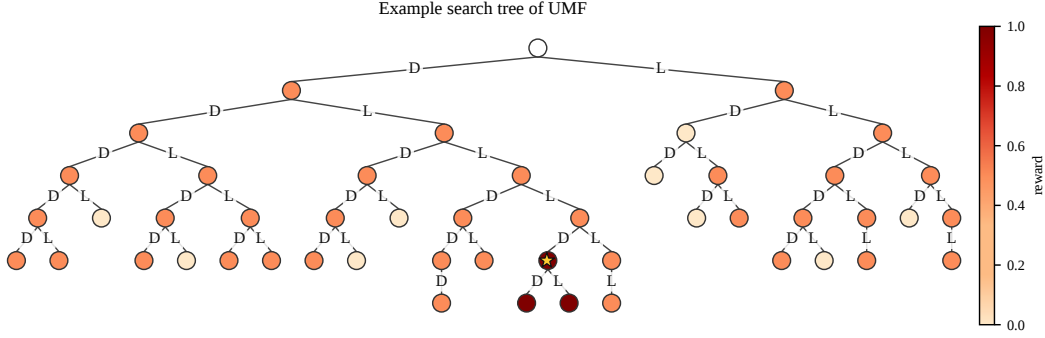 Example search tree of UMF
1.0
D L
0.8
D L D L
D L D L D L D L
0.6
D L D L D L D L D L D L D L
0.4
D L D L D L D L D L D L L L
0.2
D D L L
0.0
reward